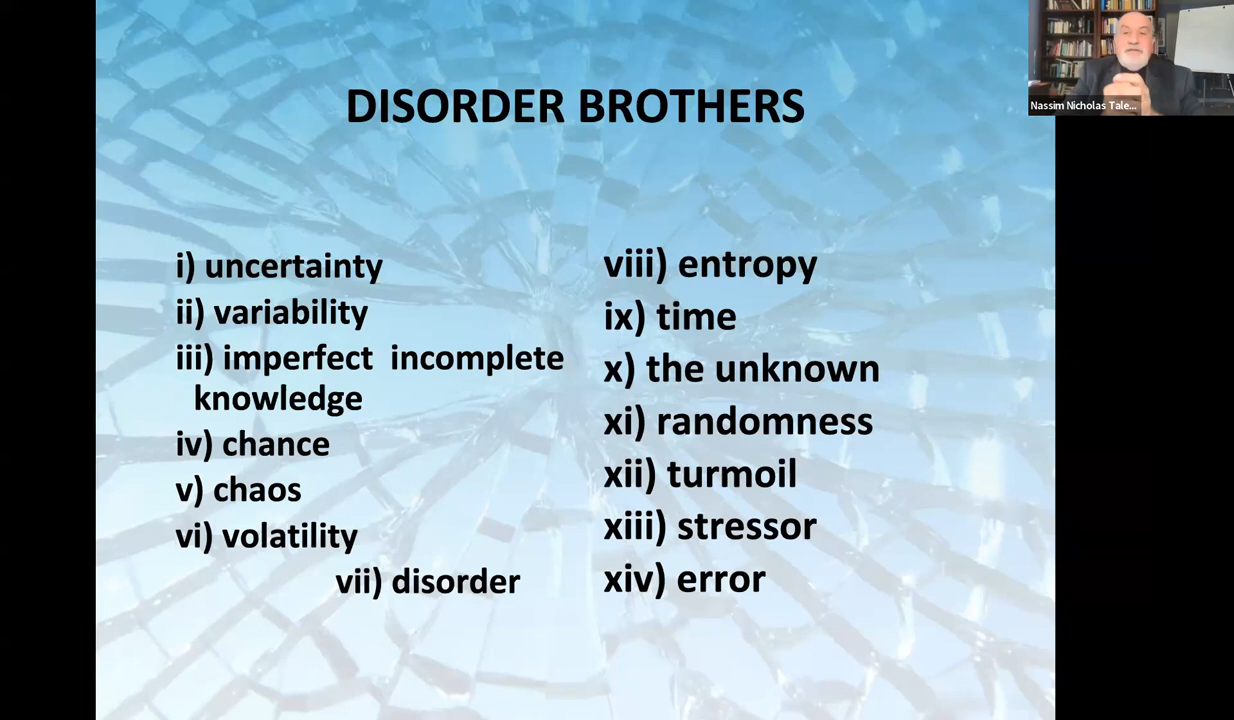 DISORDER BROTHERS
i) uncertainty
ii) variability
iii) imperfect  incomplete
knowledge
iv) chance
v) chaos
vi) volatility
vii) disorder
viii) entropy
ix) time
x) the unknown
xi) randomness
xii) turmoil
xiii) stressor
xiv) error
Nassim Nicholas Tale...